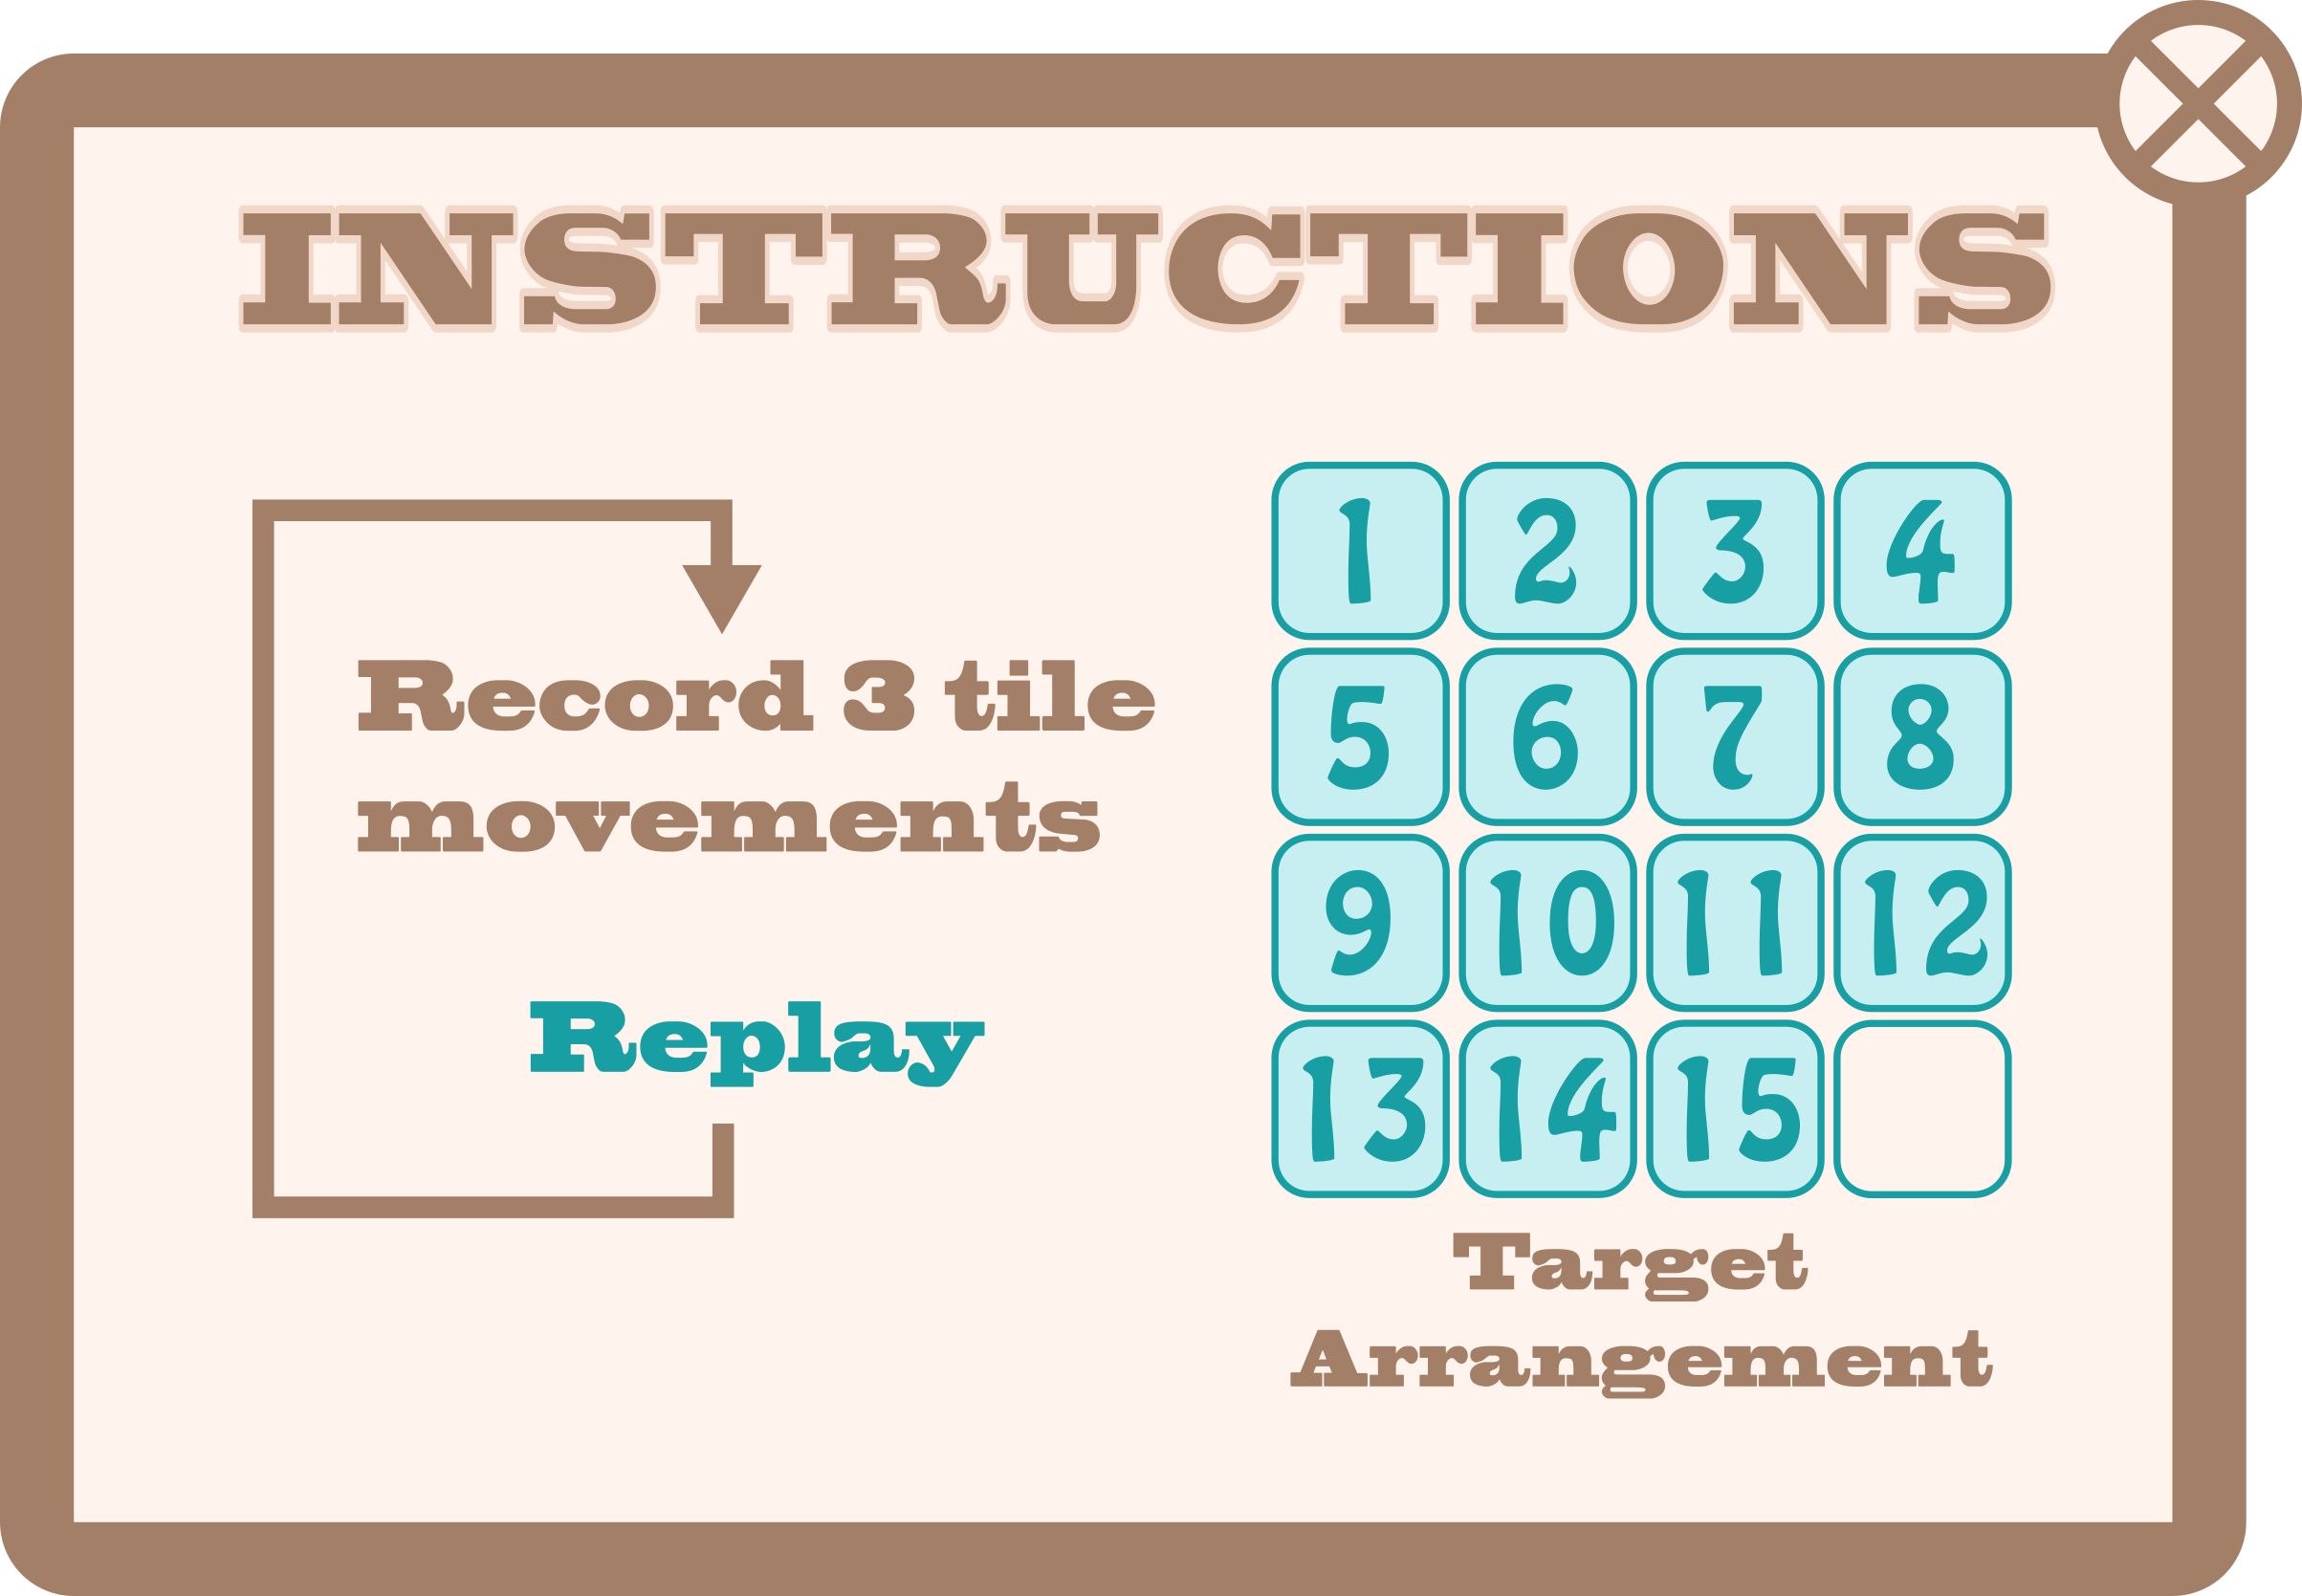 INSTRUCTIONS
Record 3 tile
movements
Replay
1 2 3 4
5 6 7 8
9 10 11 12
13 14 15
Target
Arrangement